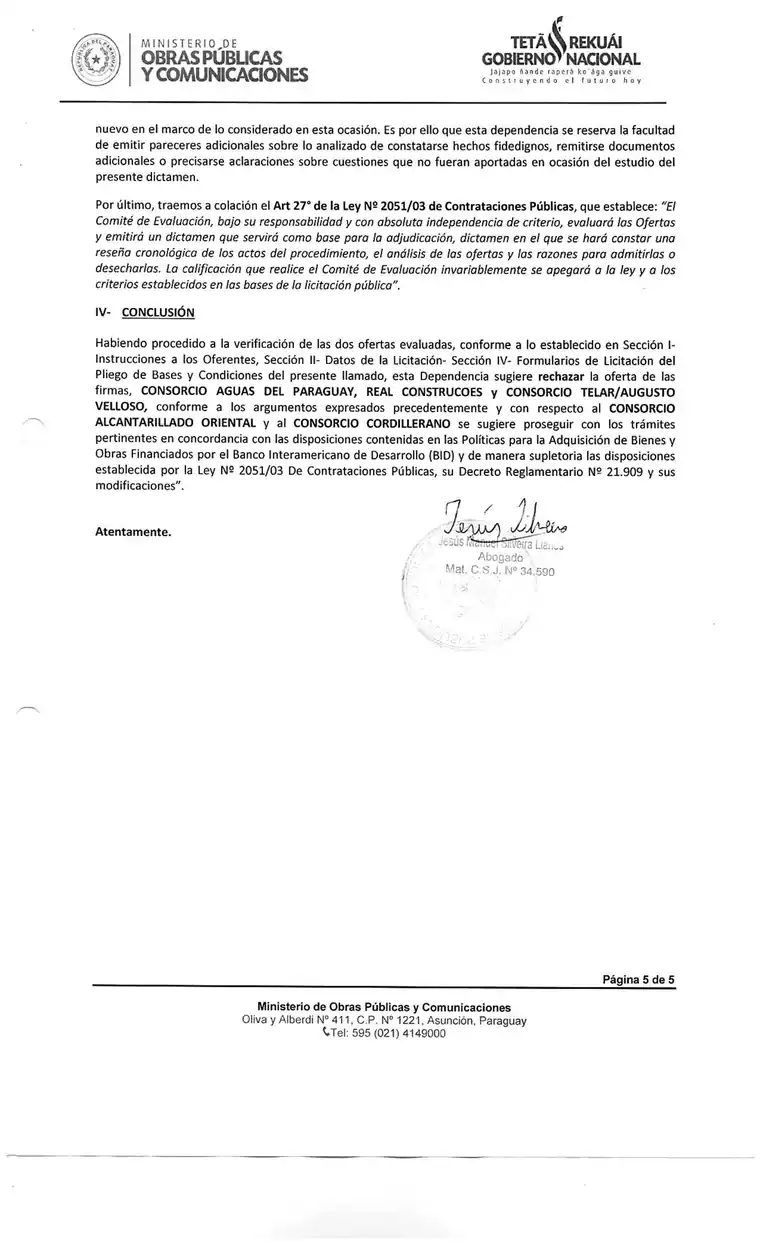 MINISTERIO DE
OBRAS PÚBLICAS
Y COMUNICACIONES
TETÃ REKUÁI
GOBIERNO NACIONAL
Jajapo ñande raperã ko'ága guive
Construyendo el futuro hoy
nuevo en el marco de lo considerado en esta ocasión. Es por ello que esta dependencia se reserva la facultad
de emitir pareceres adicionales sobre lo analizado de constatarse hechos fidedignos, remitirse documentos
adicionales o precisarse aclaraciones sobre cuestiones que no fueran aportadas en ocasión del estudio del
presente dictamen.
Por último, traemos a colación el Art 27° de la Ley Nº 2051/03 de Contrataciones Públicas, que establece: "El
Comité de Evaluación, bajo su responsabilidad y con absoluta independencia de criterio, evaluará las Ofertas
y emitirá un dictamen que servirá como base para la adjudicación, dictamen en el que se hará constar una
reseña cronológica de los actos del procedimiento, el análisis de las ofertas y las razones para admitirlas o
desecharlas. La calificación que realice el Comité de Evaluación invariablemente se apegará a la ley y a los
criterios establecidos en las bases de la licitación pública".
IV- CONCLUSIÓN
Habiendo procedido a la verificación de las dos ofertas evaluadas, conforme a lo establecido en Sección I-
Instrucciones a los Oferentes, Sección II- Datos de la Licitación- Sección IV- Formularios de Licitación del
Pliego de Bases y Condiciones del presente llamado, esta Dependencia sugiere rechazar la oferta de las
firmas, CONSORCIO AGUAS DEL PARAGUAY, REAL CONSTRUCOES y CONSORCIO TELAR/AUGUSTO
VELLOSO, conforme a los argumentos expresados precedentemente y con respecto al CONSORCIO
ALCANTARILLADO ORIENTAL y al CONSORCIO CORDILLERANO se sugiere proseguir con los trámites
pertinentes en concordancia con las disposiciones contenidas en las Políticas para la Adquisición de Bienes y
Obras Financiados por el Banco Interamericano de Desarrollo (BID) y de manera supletoria las disposiciones
establecida por la Ley Nº 2051/03 De Contrataciones Públicas, su Decreto Reglamentario Nº 21.909 y sus
modificaciones".
Atentamente.
Jesús Manuel Silveira
Abogado
Mat. C.S.J. Nº 34.590
Página 5 de 5
Ministerio de Obras Públicas y Comunicaciones
Oliva y Alberdi Nº 411, C.P. Nº 1221, Asunción, Paraguay
Tel: 595 (021) 4149000